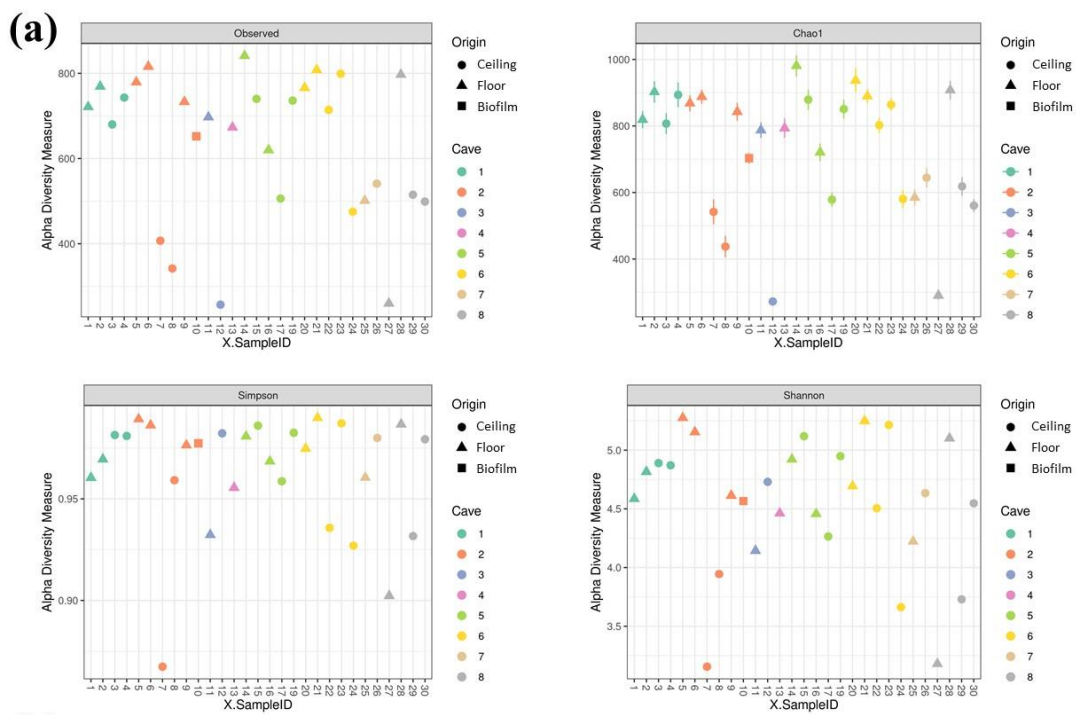 (a)
Observed
Alpha Diversity Measure
800
600
400
1 2 3 4 5 6 7 8 9 10 11 12 13 14 15 16 17 18 19 20 21 22 23 24 25 26 27 28 29 30
X.SampleID
Origin
Ceiling
Floor
Biofilm
Cave
1
2
3
4
5
6
7
8
Chao1
Alpha Diversity Measure
1000
800
600
400
1 2 3 4 5 6 7 8 9 10 11 12 13 14 15 16 17 18 19 20 21 22 23 24 25 26 27 28 29 30
X.SampleID
Origin
Ceiling
Floor
Biofilm
Cave
1
2
3
4
5
6
7
8
Simpson
Alpha Diversity Measure
0.95
0.90
1 2 3 4 5 6 7 8 9 10 11 12 13 14 15 16 17 18 19 20 21 22 23 24 25 26 27 28 29 30
X.SampleID
Origin
Ceiling
Floor
Biofilm
Cave
1
2
3
4
5
6
7
8
Shannon
Alpha Diversity Measure
5.0
4.5
4.0
3.5
1 2 3 4 5 6 7 8 9 10 11 12 13 14 15 16 17 18 19 20 21 22 23 24 25 26 27 28 29 30
X.SampleID
Origin
Ceiling
Floor
Biofilm
Cave
1
2
3
4
5
6
7
8